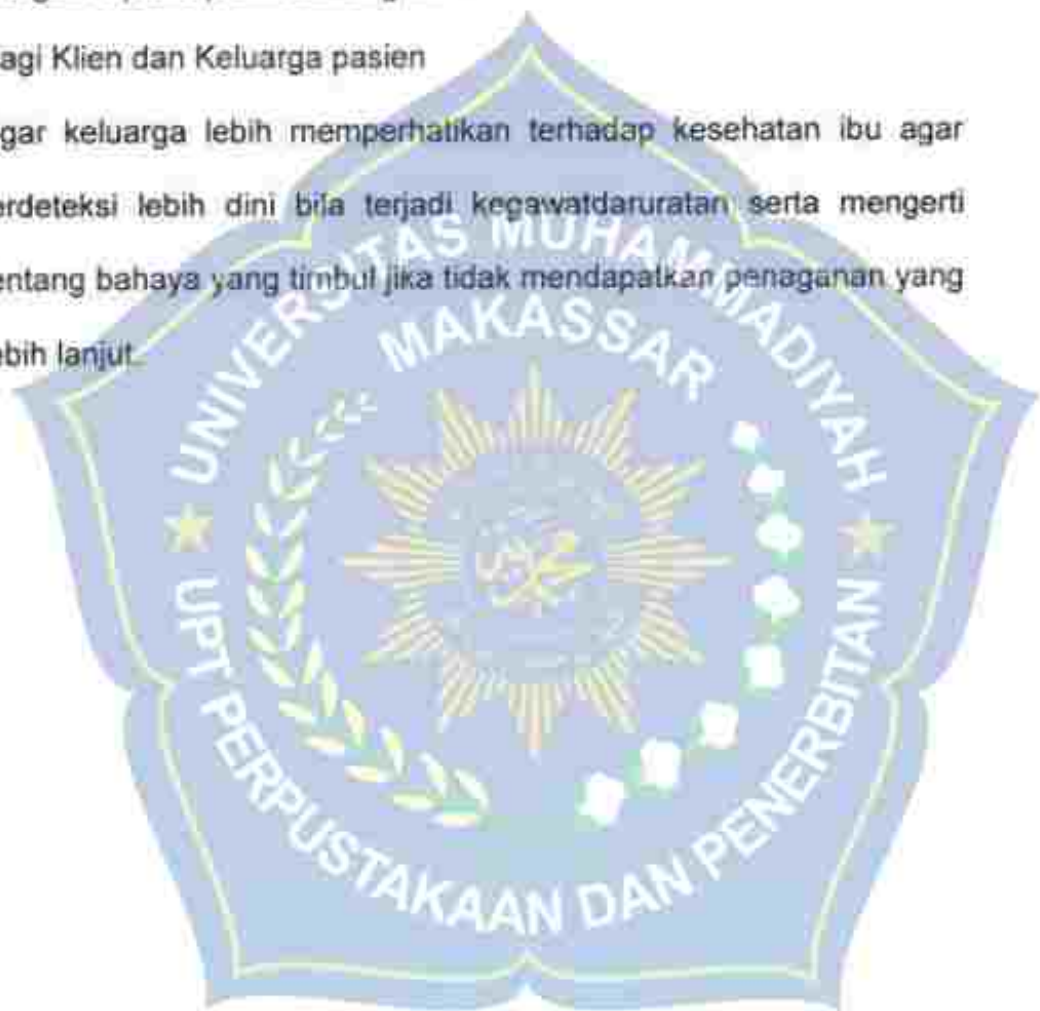 agi Klien dan Keluarga pasien
gar keluarga lebih memperhatikan terhadap kesehatan ibu agar
erdeteksi lebih dini bila terjadi kegawatdaruratan serta mengerti
entang bahaya yang timbul jika tidak mendapatkan penaganan yang
ebih lanjut.
UNIVERSITAS MUHAMMADIYAH
MAKASSAR
UPT PERPUSTAKAAN DAN PENERBITAN